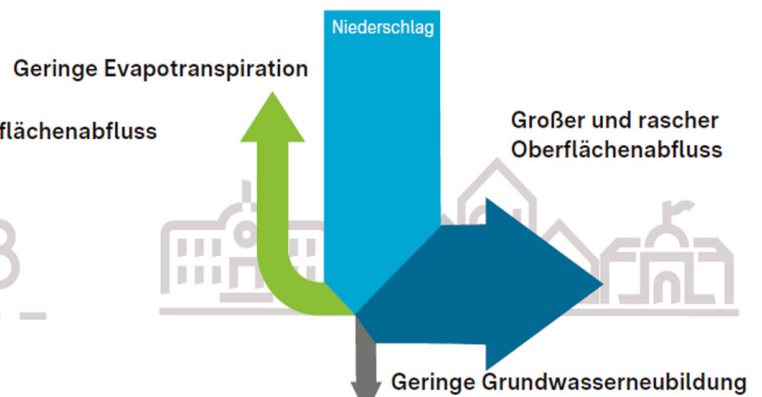 Niederschlag
Geringe Evapotranspiration
flächenabfluss
Großer und rascher
Oberflächenabfluss
Geringe Grundwasserneubildung